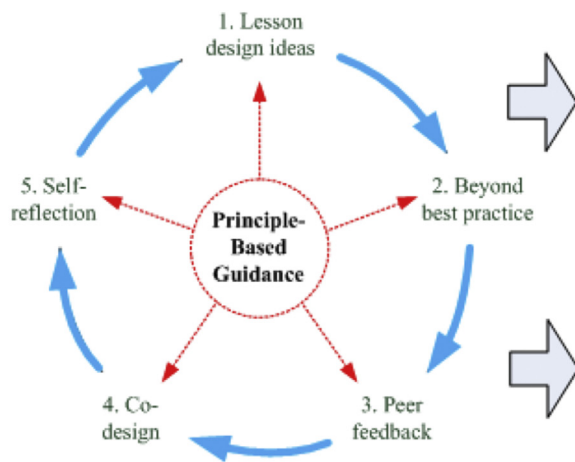 1. Lesson
design ideas
2. Beyond
best practice
3. Peer
feedback
4. Co-
design
5. Self-
reflection
Principle-
Based
Guidance